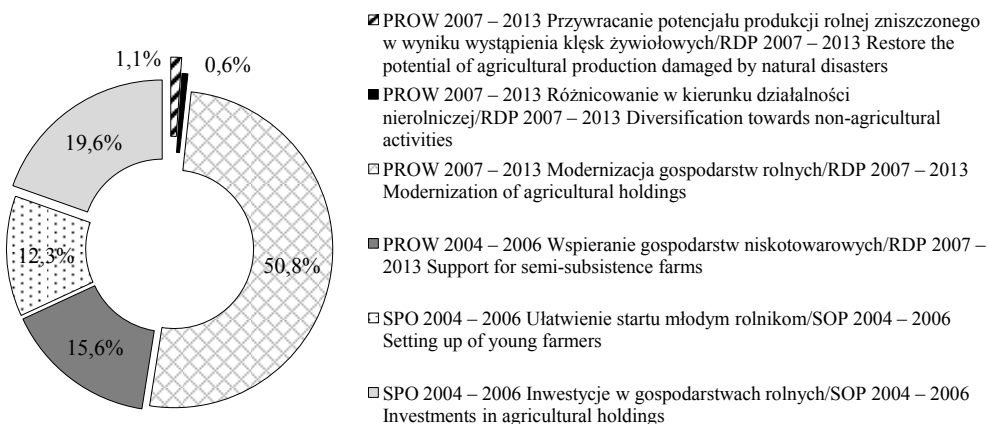 1,1%
0,6%
19,6%
12,3%
50,8%
15,6%
PROW 2007 – 2013 Przywracanie potencjału produkcji rolnej zniszczonego
w wyniku wystąpienia klęsk żywiołowych/RDP 2007 – 2013 Restore the
potential of agricultural production damaged by natural disasters
PROW 2007 – 2013 Różnicowanie w kierunku działalności
nierolniczej/RDP 2007 – 2013 Diversification towards non-agricultural
activities
PROW 2007 – 2013 Modernizacja gospodarstw rolnych/RDP 2007 – 2013
Modernization of agricultural holdings
PROW 2004 – 2006 Wspieranie gospodarstw niskotowarowych/RDP 2007 –
2013 Support for semi-subsistence farms
SPO 2004 – 2006 Ułatwienie startu młodym rolnikom/SOP 2004 – 2006
Setting up of young farmers
SPO 2004 – 2006 Inwestycje w gospodarstwach rolnych/SOP 2004 – 2006
Investments in agricultural holdings